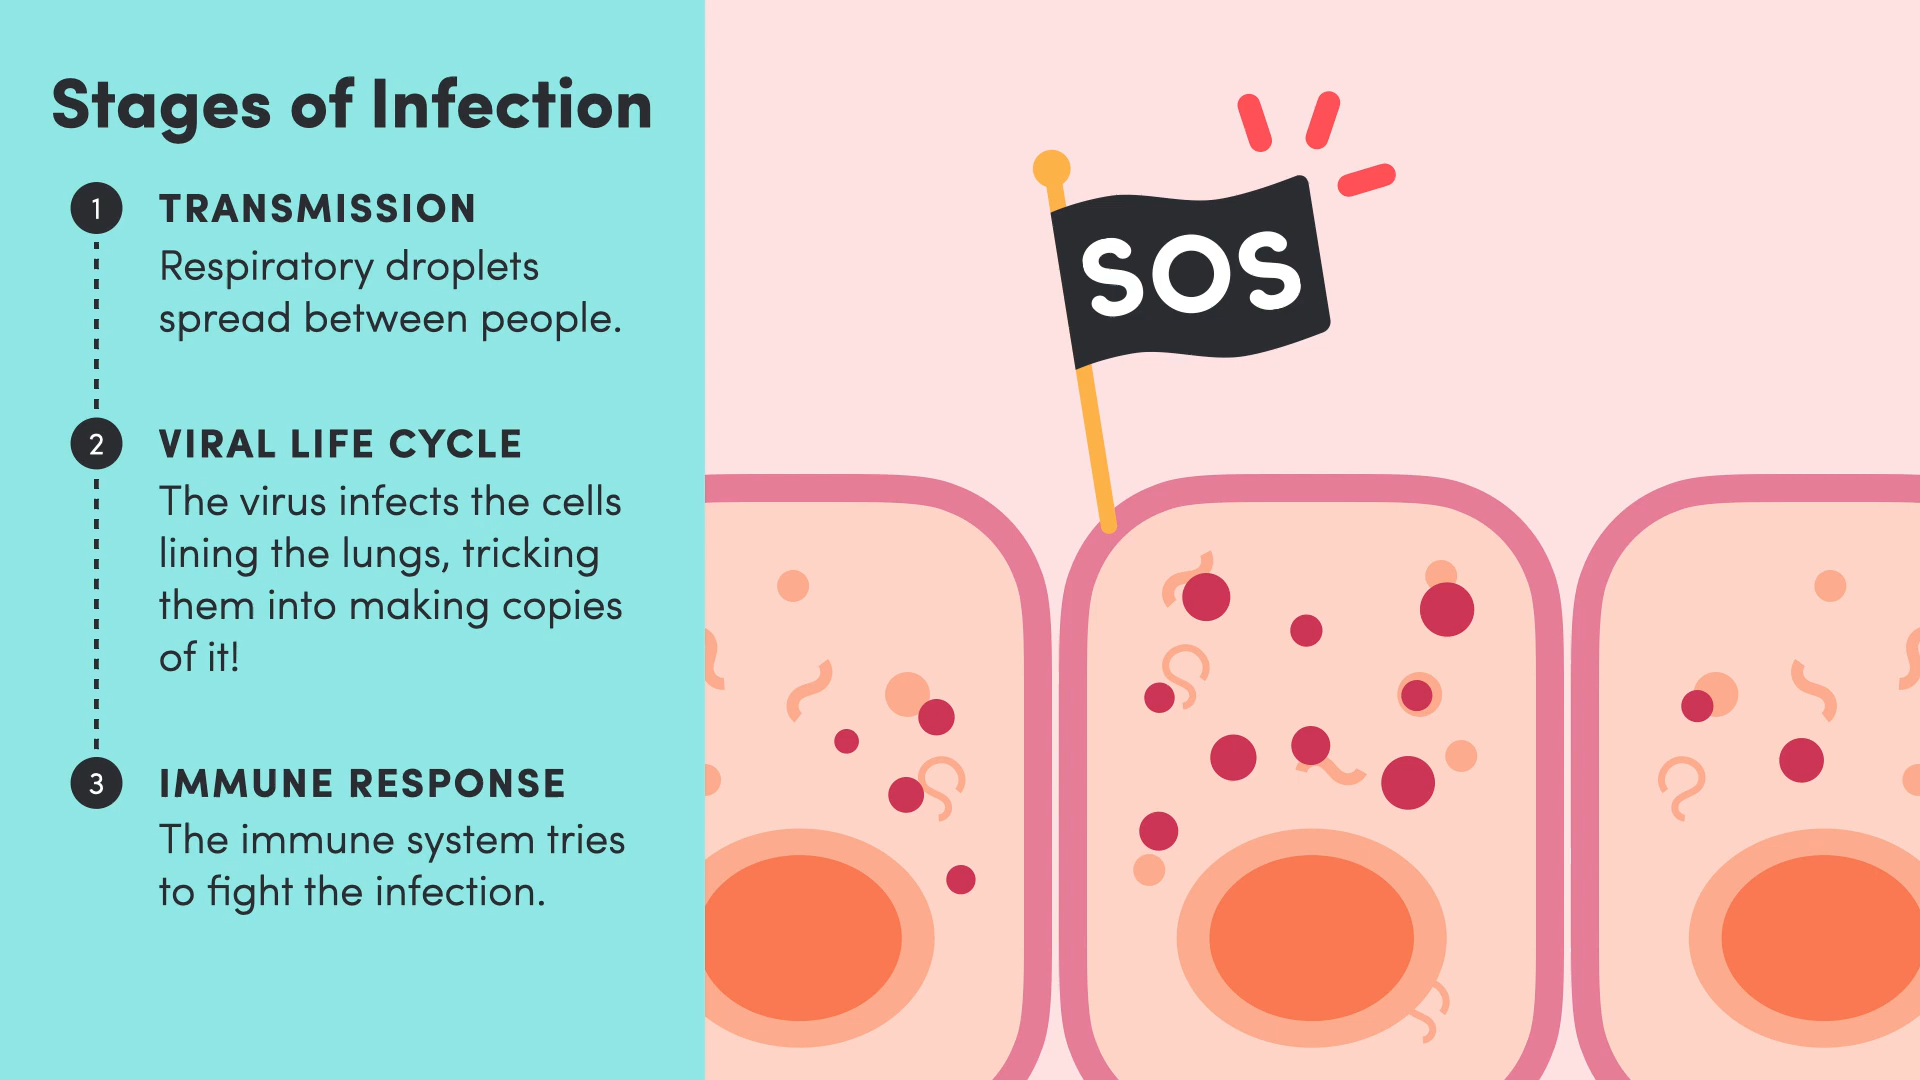 Stages of Infection
1 TRANSMISSION
Respiratory droplets
spread between people.
2 VIRAL LIFE CYCLE
The virus infects the cells
lining the lungs, tricking
them into making copies
of it!
3 IMMUNE RESPONSE
The immune system tries
to fight the infection.
SOS